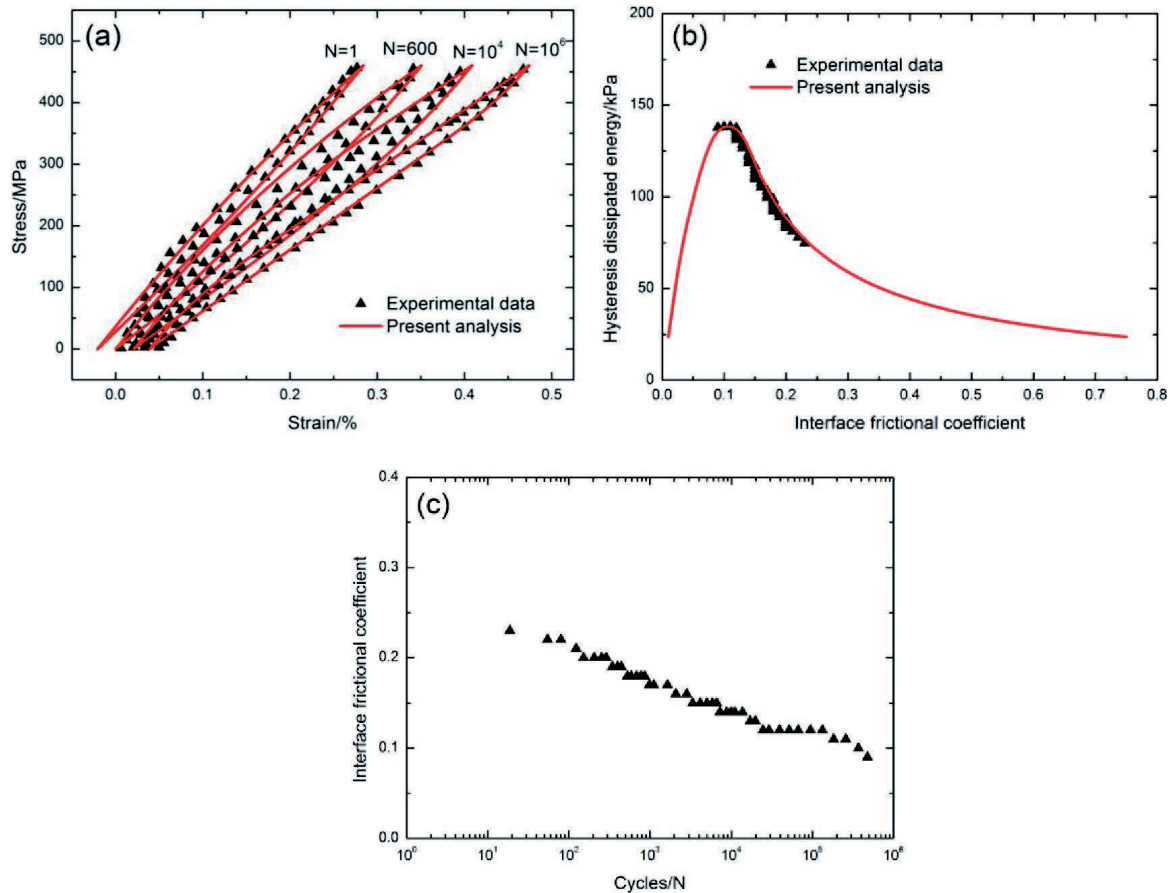 (a)
N=1 N=600 N=10⁴ N=10⁶
500
400
300
200
100
0
Stress/MPa
Experimental data
Present analysis
0.0 0.1 0.2 0.3 0.4 0.5
Strain/%
(b)
200
150
100
50
0
Hysteresis dissipated energy/kPa
Experimental data
Present analysis
0.0 0.1 0.2 0.3 0.4 0.5 0.6 0.7 0.8
Interface frictional coefficient
(c)
0.4
0.3
0.2
0.1
0.0
Interface frictional coefficient
10⁰ 10¹ 10² 10³ 10⁴ 10⁵ 10⁶
Cycles/N